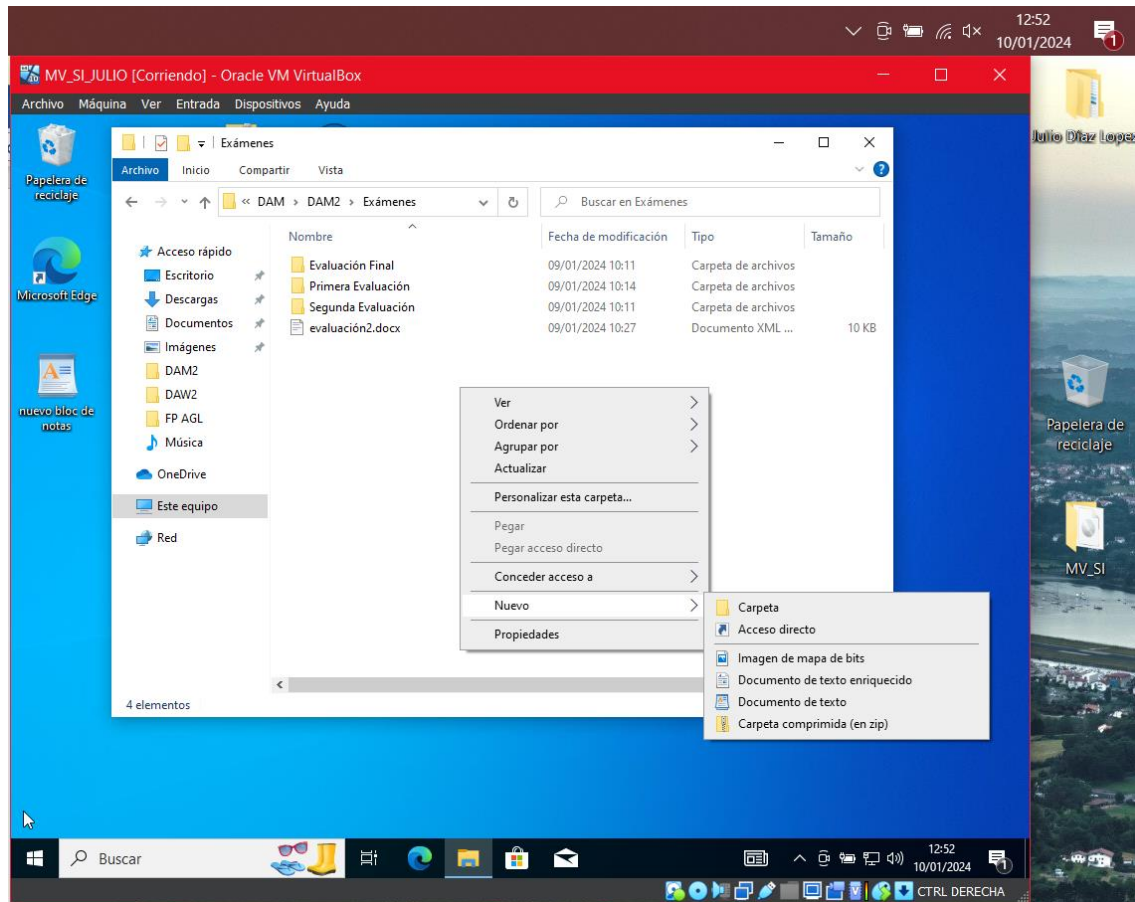 12:52
10/01/2024
1
MV_SI_JULIO [Corriendo] - Oracle VM VirtualBox
Archivo Máquina Ver Entrada Dispositivos Ayuda
Julio Díaz Lopez
Papelera de
reciclaje
Exámenes
Archivo Inicio Compartir Vista
« DAM > DAM2 > Exámenes
Buscar en Exámenes
Nombre Fecha de modificación Tipo Tamaño
Acceso rápido
Escritorio
Descargas
Documentos
Imágenes
DAM2
DAW2
FP AGL
Música
OneDrive
Este equipo
Red
Evaluación Final 09/01/2024 10:11 Carpeta de archivos
Primera Evaluación 09/01/2024 10:14 Carpeta de archivos
Segunda Evaluación 09/01/2024 10:11 Carpeta de archivos
evaluación2.docx 09/01/2024 10:27 Documento XML ... 10 KB
Microsoft Edge
nuevo bloc de
notas
Ver
Ordenar por
Agrupar por
Actualizar
Personalizar esta carpeta...
Pegar
Pegar acceso directo
Conceder acceso a
Nuevo
Propiedades
Carpeta
Acceso directo
Imagen de mapa de bits
Documento de texto enriquecido
Documento de texto
Carpeta comprimida (en zip)
4 elementos
Papelera de
reciclaje
MV_SI
Buscar
12:52
10/01/2024
1
CTRL DERECHA